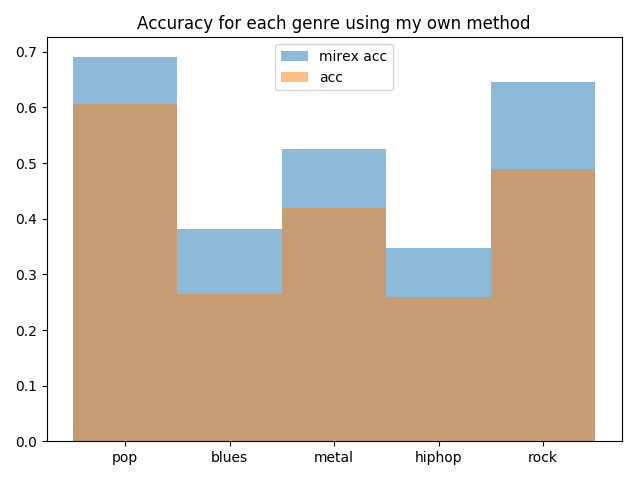 Accuracy for each genre using my own method
mirex acc
acc
0.7
0.6
0.5
0.4
0.3
0.2
0.1
0.0
pop blues metal hiphop rock